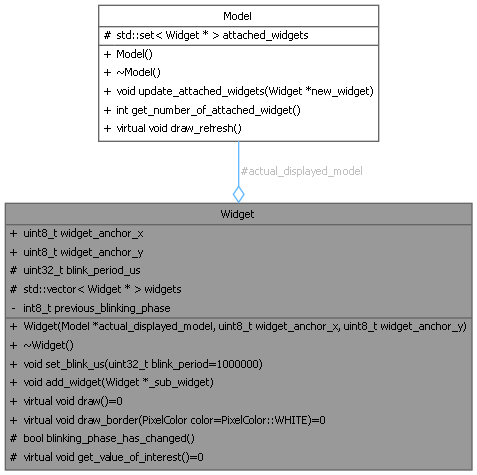 Model
# std::set< Widget * > attached_widgets
+ Model()
+ ~Model()
+ void update_attached_widgets(Widget *new_widget)
+ int get_number_of_attached_widget()
+ virtual void draw_refresh()
#actual_displayed_model
Widget
+ uint8_t widget_anchor_x
+ uint8_t widget_anchor_y
# uint32_t blink_period_us
# std::vector< Widget * > widgets
- int8_t previous_blinking_phase
+ Widget(Model *actual_displayed_model, uint8_t widget_anchor_x, uint8_t widget_anchor_y)
+ ~Widget()
+ void set_blink_us(uint32_t blink_period=1000000)
+ void add_widget(Widget *_sub_widget)
+ virtual void draw()=0
+ virtual void draw_border(PixelColor color=PixelColor::WHITE)=0
# bool blinking_phase_has_changed()
# virtual void get_value_of_interest()=0